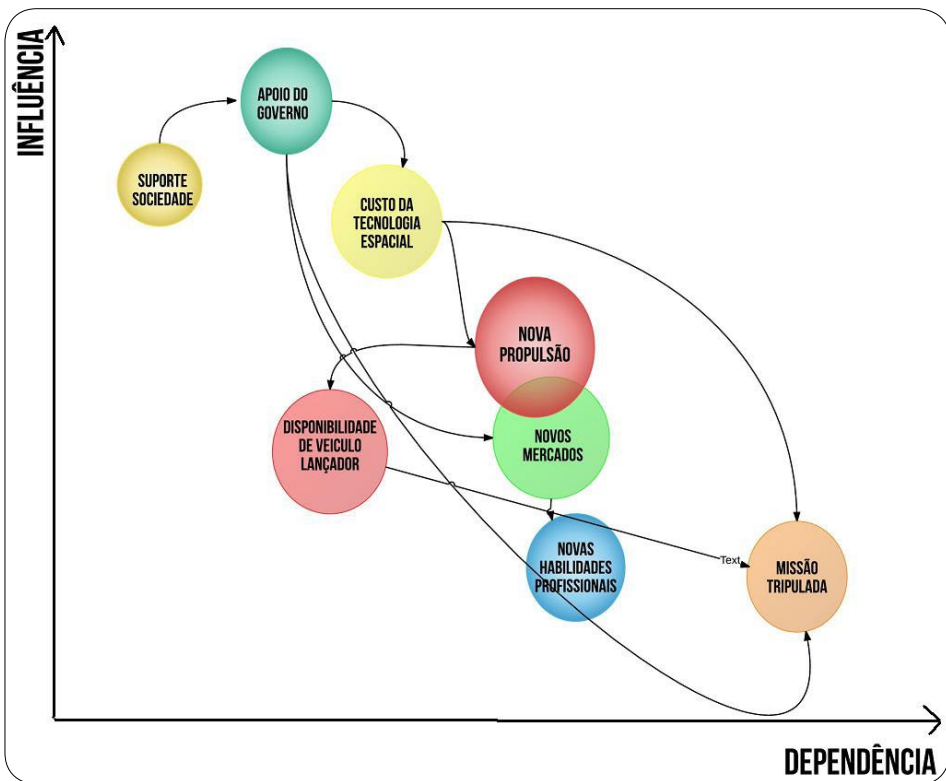 INFLUÊNCIA
APOIO DO
GOVERNO
SUPORTE
SOCIEDADE
CUSTO DA
TECNOLOGIA
ESPACIAL
NOVA
PROPULSÃO
DISPONIBILIDADE
DE VEICULO
LANÇADOR
NOVOS
MERCADOS
NOVAS
HABILIDADES
PROFISSIONAIS
Text
MISSÃO
TRIPULADA
DEPENDÊNCIA